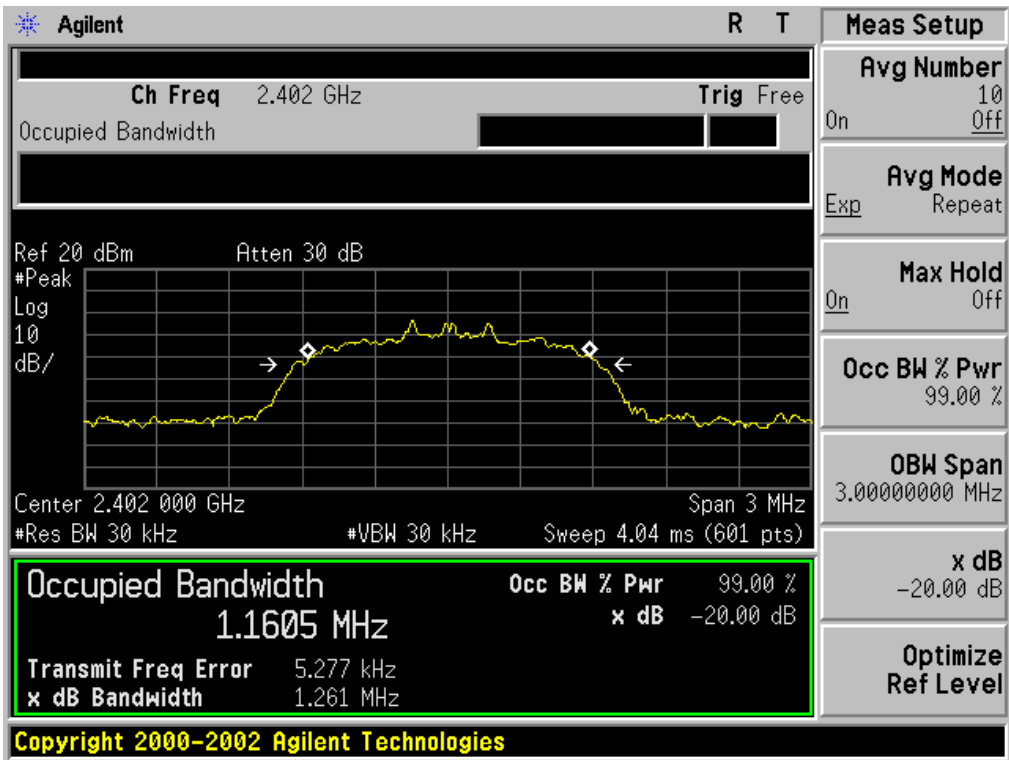 Agilent R T
Ch Freq 2.402 GHz Trig Free
Occupied Bandwidth
Ref 20 dBm Atten 30 dB
#Peak
Log
10
dB/
Center 2.402 000 GHz Span 3 MHz
#Res BW 30 kHz #VBW 30 kHz Sweep 4.04 ms (601 pts)
Occupied Bandwidth Occ BW % Pwr 99.00 %
1.1605 MHz x dB -20.00 dB
Transmit Freq Error 5.277 kHz
x dB Bandwidth 1.261 MHz
Copyright 2000-2002 Agilent Technologies
Meas Setup
Avg Number
10
On Off
Avg Mode
Exp Repeat
Max Hold
On Off
Occ BW % Pwr
99.00 %
OBW Span
3.00000000 MHz
x dB
-20.00 dB
Optimize
Ref Level